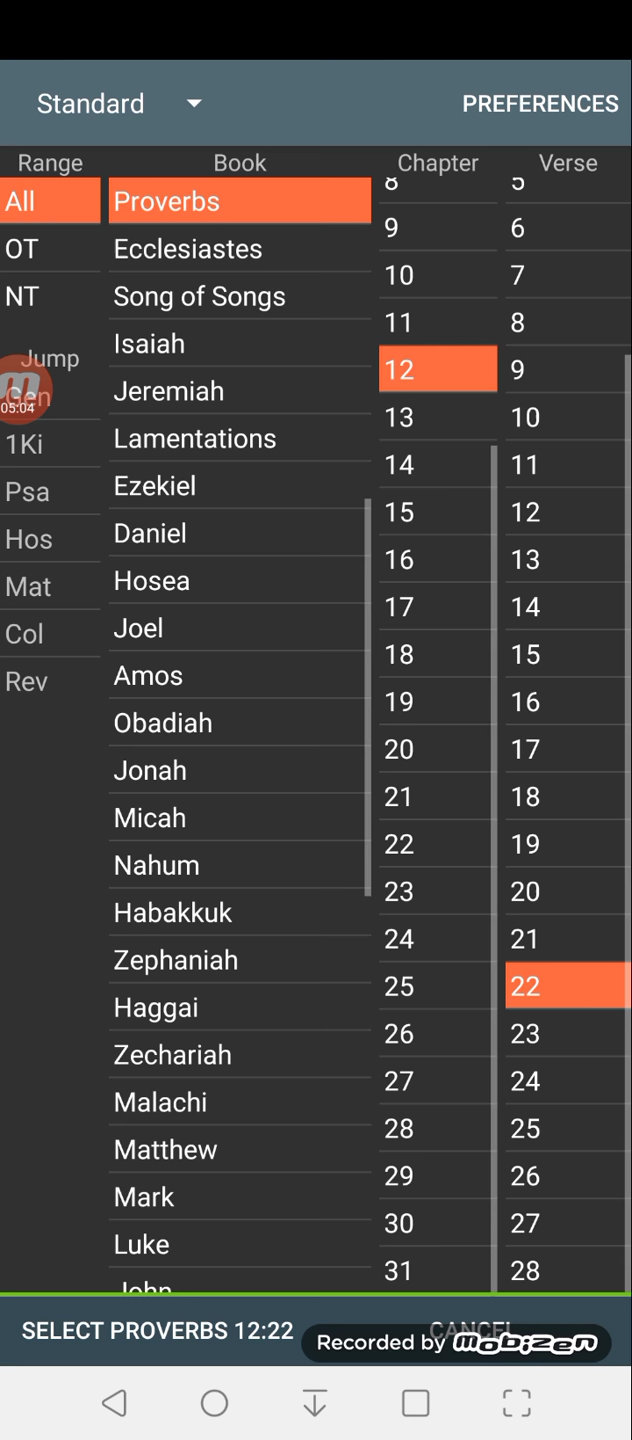 Standard
PREFERENCES
Range Book Chapter Verse
All Proverbs 8 5
OT Ecclesiastes 9 6
NT Song of Songs 10 7
Isaiah 11 8
Jump
Jeremiah 12 9
Gen
05:04
Lamentations 13 10
1Ki
Ezekiel 14 11
Psa
Daniel 15 12
Hos
Hosea 16 13
Mat
Joel 17 14
Col
Amos 18 15
Rev
Obadiah 19 16
Jonah 20 17
Micah 21 18
Nahum 22 19
Habakkuk 23 20
Zephaniah 24 21
Haggai 25 22
Zechariah 26 23
Malachi 27 24
Matthew 28 25
Mark 29 26
Luke 30 27
John 31 28
SELECT PROVERBS 12:22
CANCEL
Recorded by mobizen